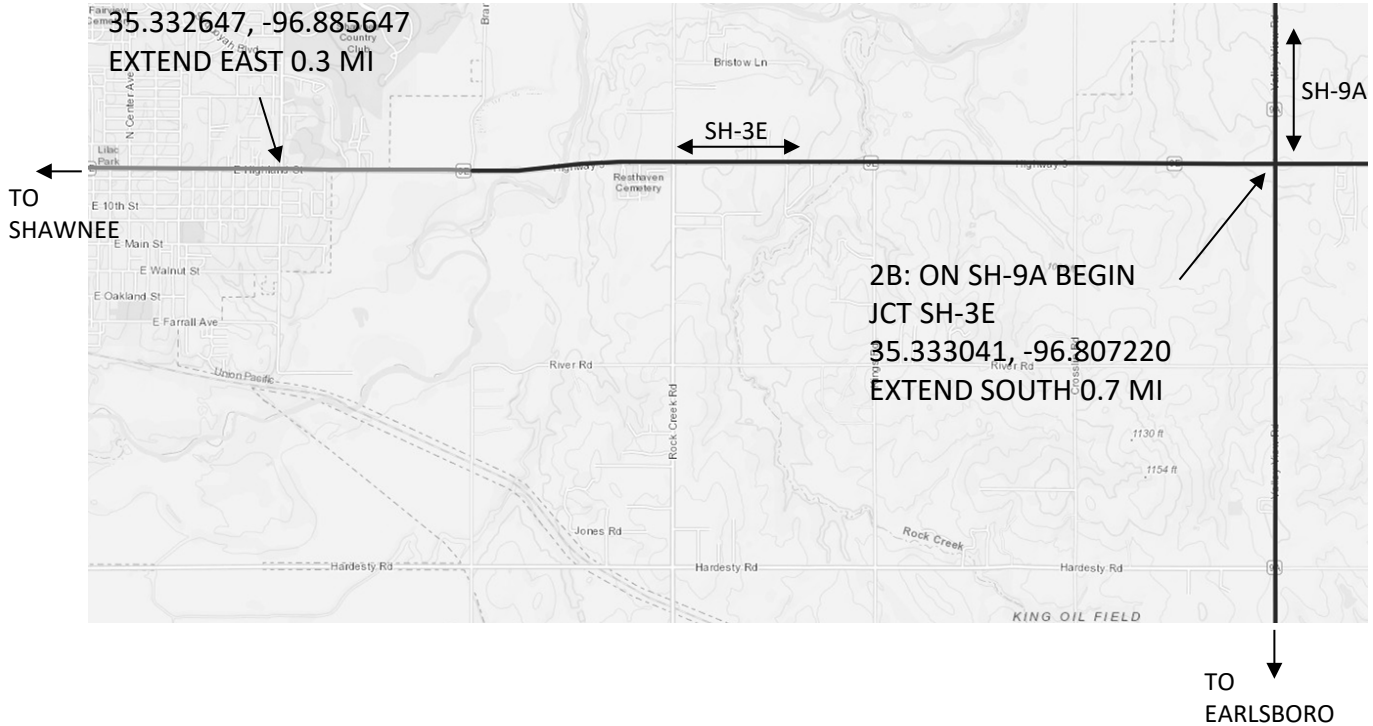 35.332647, -96.885647
EXTEND EAST 0.3 MI
Fairview
Country
Club
Bristow Ln
SH-9A
N Center Ave
SH-3E
Lilac
Park
E Highland St
TO
SHAWNEE
Resthaven
Cemetery
E 10th St
E Main St
E Walnut St
E Oakland St
E Farrall Ave
2B: ON SH-9A BEGIN
JCT SH-3E
35.333041, -96.807220
EXTEND SOUTH 0.7 MI
River Rd
River Rd
Union Pacific
Rock Creek Rd
1130 ft
1154 ft
Jones Rd
Rock Creek
Hardesty Rd
Hardesty Rd
Hardesty Rd
KING OIL FIELD
TO
EARLSBORO